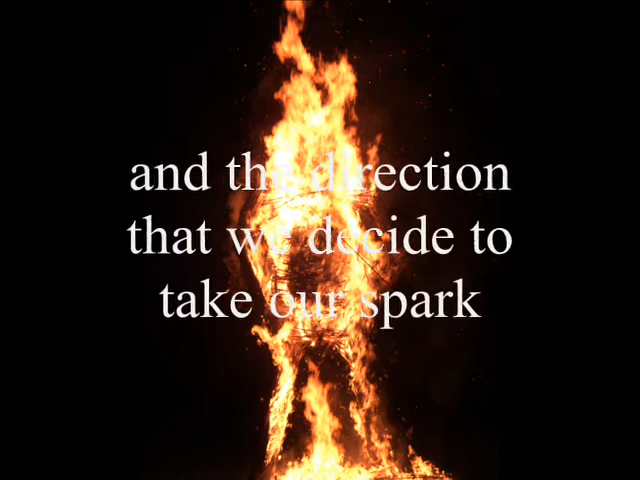 and the direction
that we decide to
take our spark